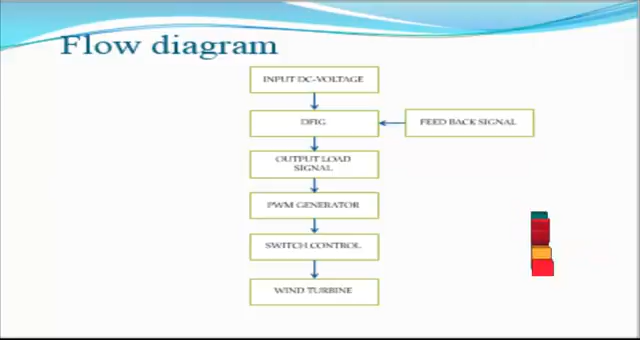 Flow diagram
INPUT DC-VOLTAGE
DFIG
FEED BACK SIGNAL
OUTPUT LOAD
SIGNAL
PWM GENERATOR
SWITCH CONTROL
WIND TURBINE